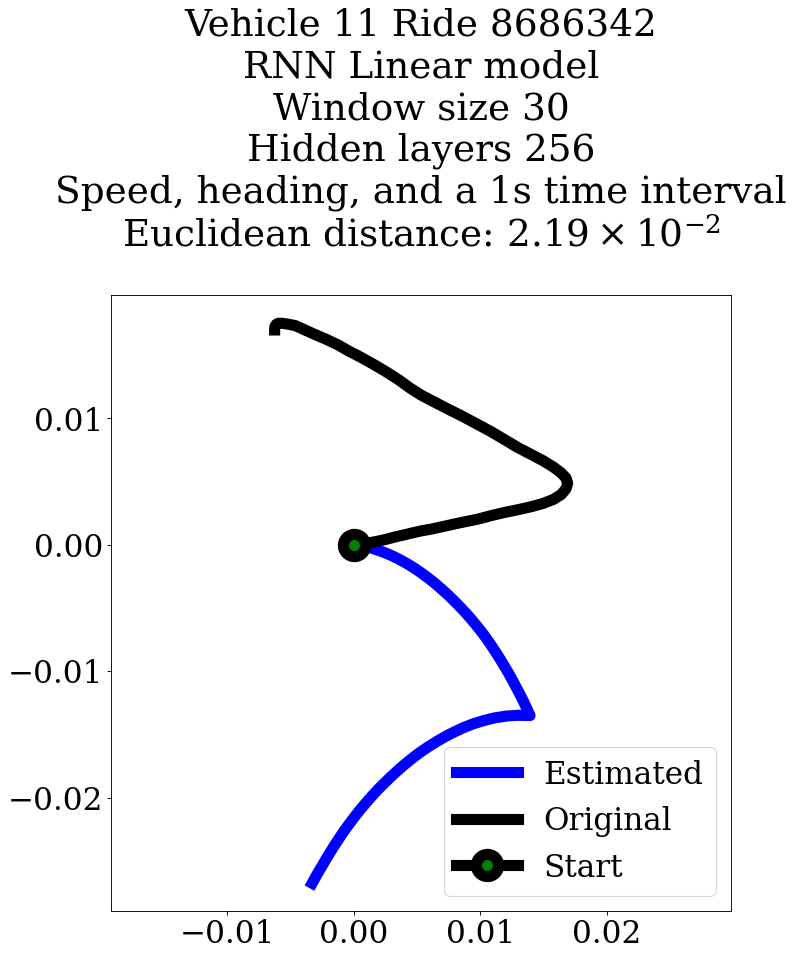 Vehicle 11 Ride 8686342
RNN Linear model
Window size 30
Hidden layers 256
Speed, heading, and a 1s time interval
Euclidean distance: 2.19 × 10⁻²
0.01
0.00
−0.01
−0.02
Estimated
Original
Start
−0.01 0.00 0.01 0.02